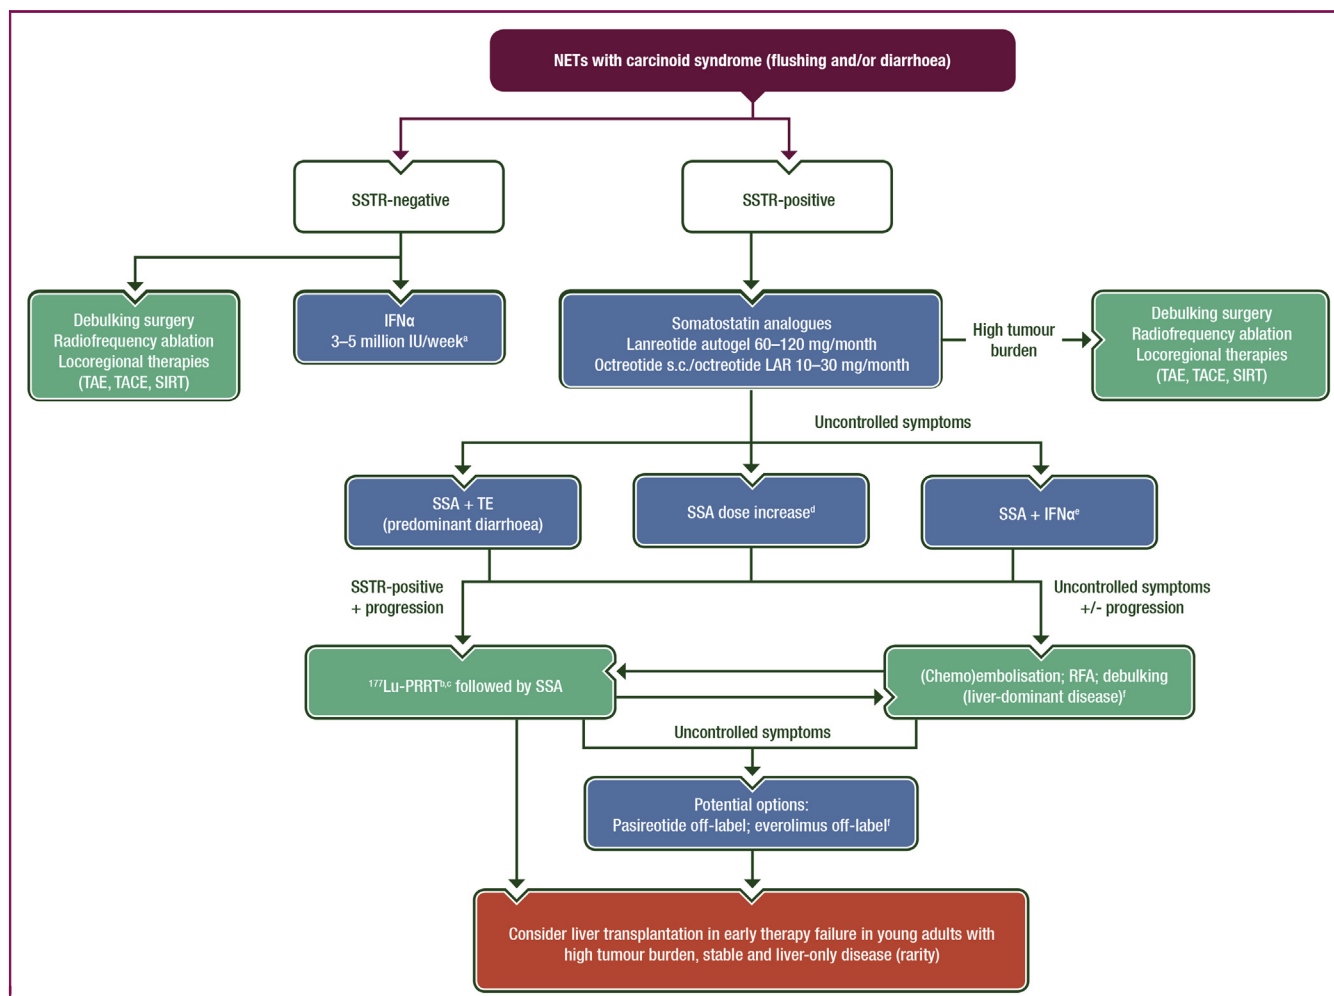 NETs with carcinoid syndrome (flushing and/or diarrhoea)
SSTR-negative
SSTR-positive
Debulking surgery
Radiofrequency ablation
Locoregional therapies
(TAE, TACE, SIRT)
IFNα
3–5 million IU/weekᵃ
Somatostatin analogues
Lanreotide autogel 60–120 mg/month
Octreotide s.c./octreotide LAR 10–30 mg/month
High tumour
burden
Debulking surgery
Radiofrequency ablation
Locoregional therapies
(TAE, TACE, SIRT)
Uncontrolled symptoms
SSA + TE
(predominant diarrhoea)
SSA dose increaseᵈ
SSA + IFNαᵉ
SSTR-positive
+ progression
Uncontrolled symptoms
+/- progression
¹⁷⁷Lu-PRRTᵇ,ᶜ followed by SSA
(Chemo)embolisation; RFA; debulking
(liver-dominant disease)ᶠ
Uncontrolled symptoms
Potential options:
Pasireotide off-label; everolimus off-labelᶠ
Consider liver transplantation in early therapy failure in young adults with
high tumour burden, stable and liver-only disease (rarity)